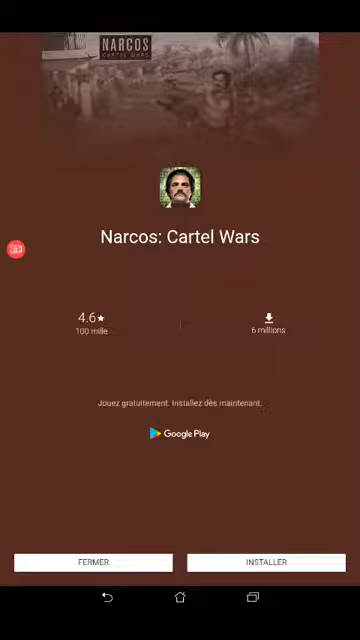 NARCOS
CARTEL WARS
Narcos: Cartel Wars
4.6★
100 mille
6 millions
Jouez gratuitement. Installez dès maintenant.
Google Play
FERMER
INSTALLER